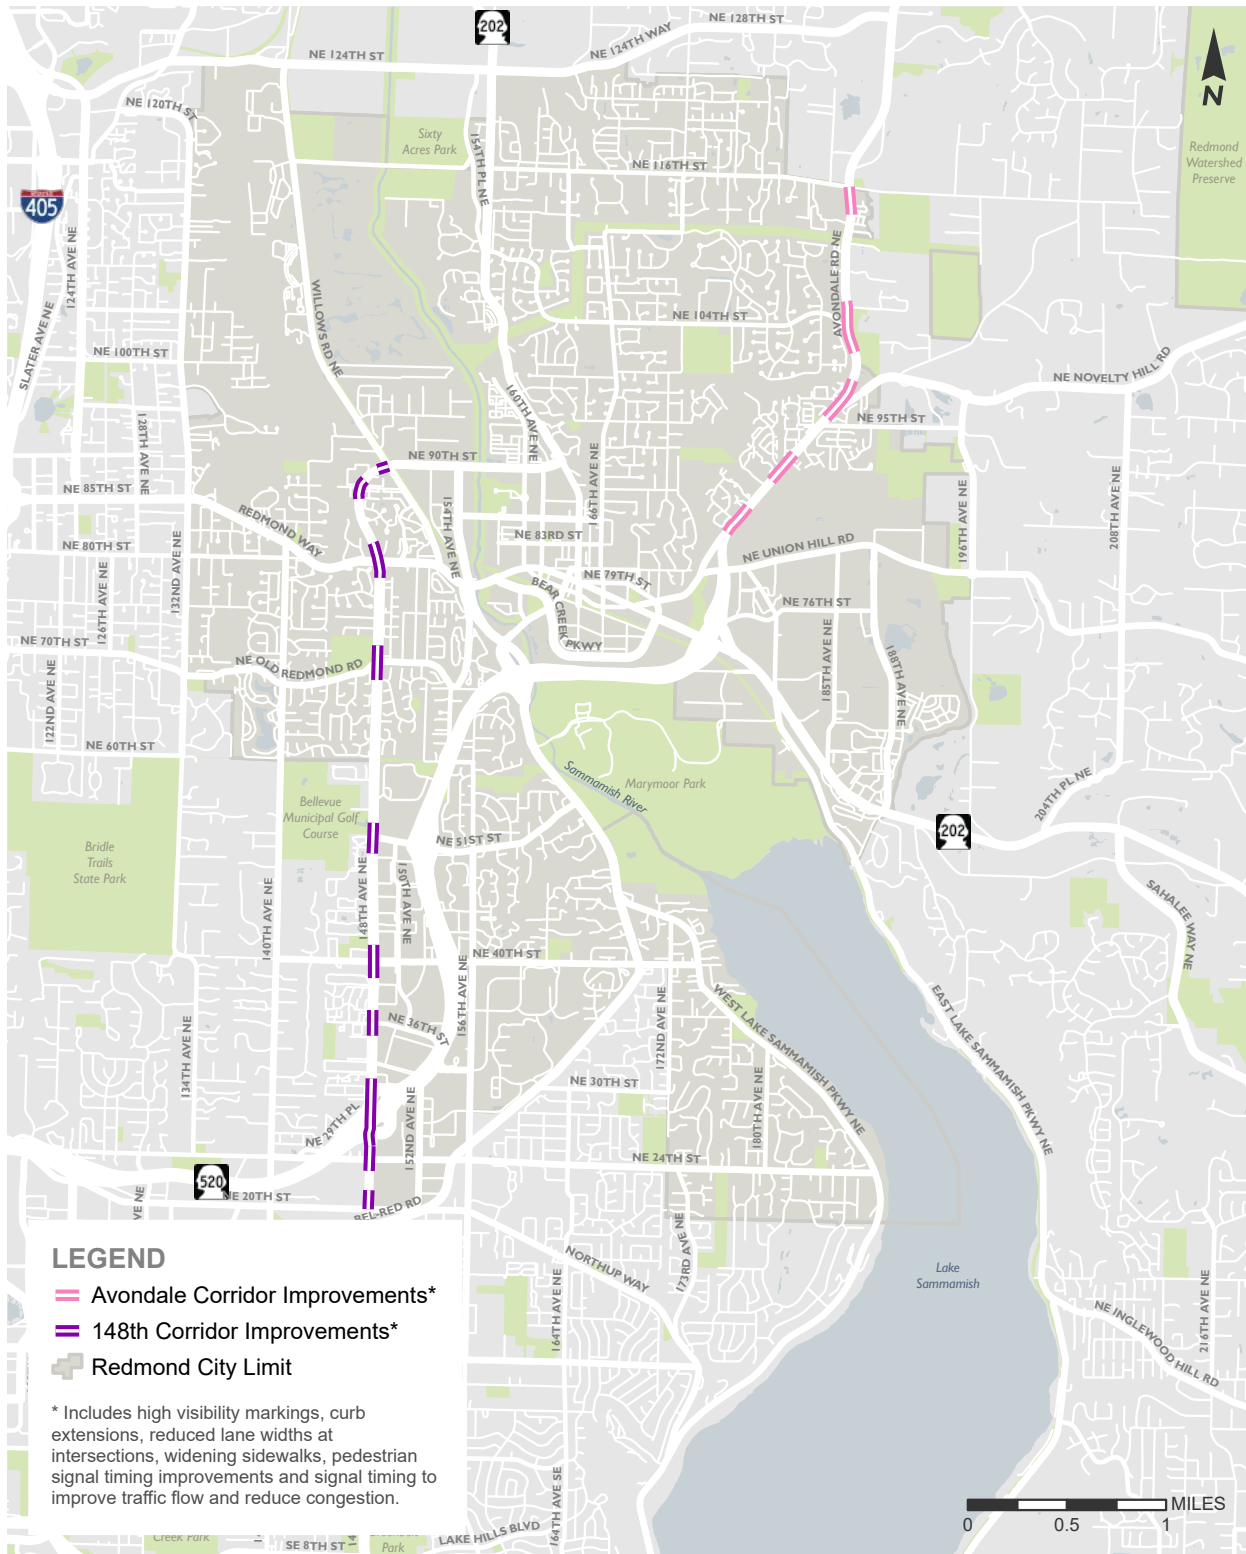 202
NE 128TH ST
NE 124TH WAY
NE 124TH ST
N
NE 120TH ST
Sixty
Acres Park
154TH PL NE
NE 116TH ST
Redmond
Watershed
Preserve
405
124TH AVE NE
AVONDALE RD NE
WILLOWS RD NE
SLATER AVE NE
NE 104TH ST
NE 100TH ST
NE NOVELTY HILL RD
160TH AVE NE
128TH AVE NE
NE 95TH ST
NE 90TH ST
166TH AVE NE
NE 85TH ST
154TH AVE NE
196TH AVE NE
208TH AVE NE
REDMOND WAY
NE 83RD ST
NE 80TH ST
132ND AVE NE
NE UNION HILL RD
126TH AVE NE
NE 79TH ST
BEAR CREEK PKWY
NE 76TH ST
NE 70TH ST
185TH AVE NE
188TH AVE NE
NE OLD REDMOND RD
122ND AVE NE
NE 60TH ST
Sammamish River
Marymoor Park
204TH PL NE
Bellevue
Municipal Golf
Course
202
NE 51ST ST
Bridle
Trails
State Park
148TH AVE NE
150TH AVE NE
140TH AVE NE
SAHALEE WAY NE
NE 40TH ST
156TH AVE NE
172ND AVE NE
WEST LAKE SAMMAMISH PKWY NE
EAST LAKE SAMMAMISH PKWY NE
134TH AVE NE
NE 36TH ST
NE 30TH ST
180TH AVE NE
NE 29TH PL
152ND AVE NE
NE 24TH ST
520
NE 20TH ST
VE NE
BEL-RED RD
173RD AVE NE
NORTHUP WAY
Lake
Sammamish
164TH AVE NE
216TH AVE NE
NE INGLEWOOD HILL RD
LEGEND
Avondale Corridor Improvements*
148th Corridor Improvements*
Redmond City Limit
* Includes high visibility markings, curb
extensions, reduced lane widths at
intersections, widening sidewalks, pedestrian
signal timing improvements and signal timing to
improve traffic flow and reduce congestion.
164TH AVE SE
MILES
0 0.5 1
Creek Park
Park
LAKE HILLS BLVD
SE 8TH ST